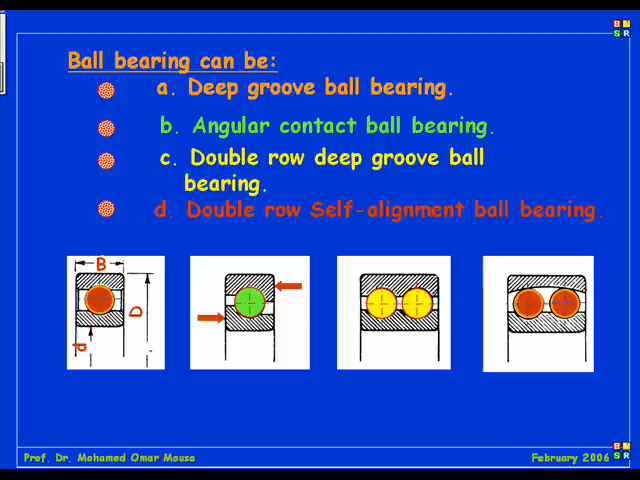 Ball bearing can be:
a. Deep groove ball bearing.
b. Angular contact ball bearing.
c. Double row deep groove ball
bearing.
d. Double row Self-alignment ball bearing.
B
D
d
Prof. Dr. Mohamed Omar Mousa
February 2006